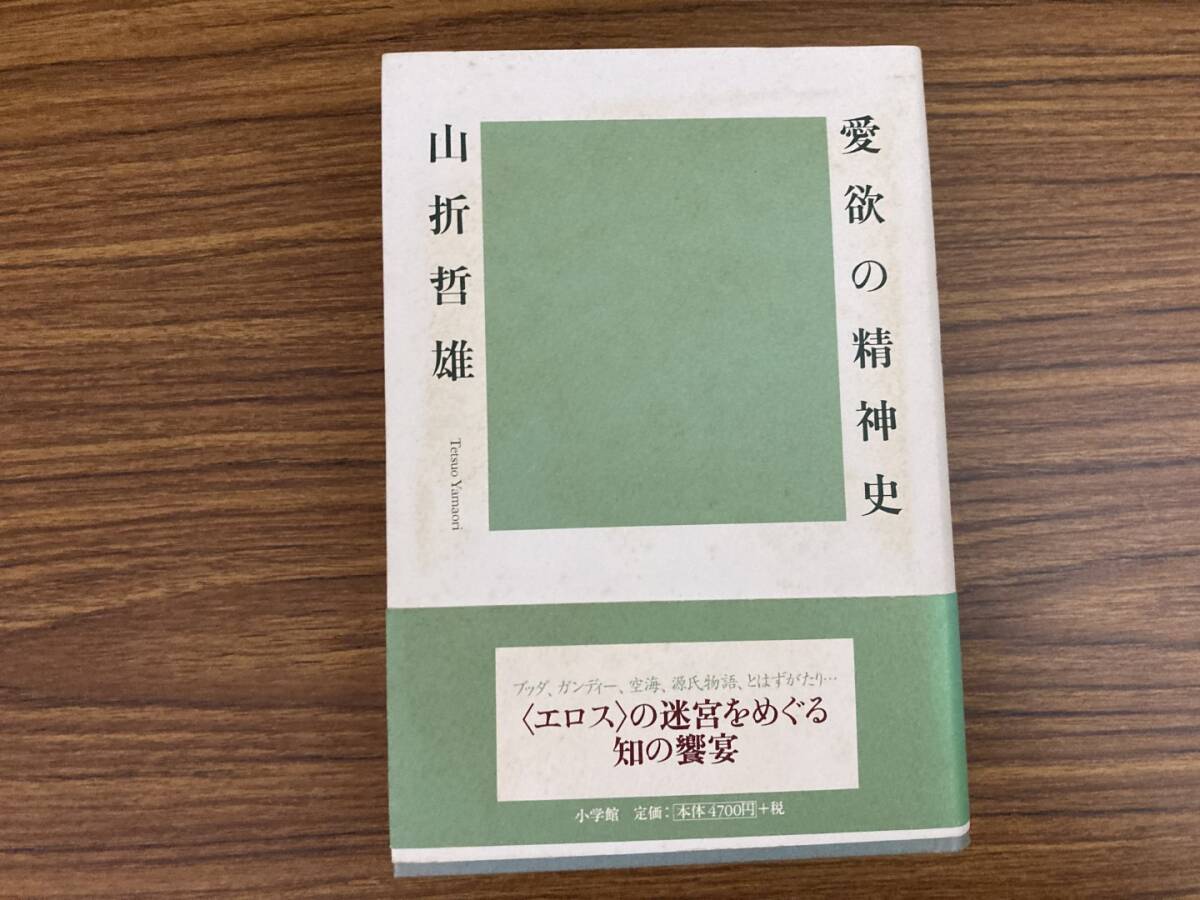 愛欲の精神史
山折哲雄
Tetsuo Yamaori
ブッダ、ガンディー、空海、源氏物語、とはずがたり…
〈エロス〉の迷宮をめぐる
知の饗宴
小学館 定価：本体4700円+税